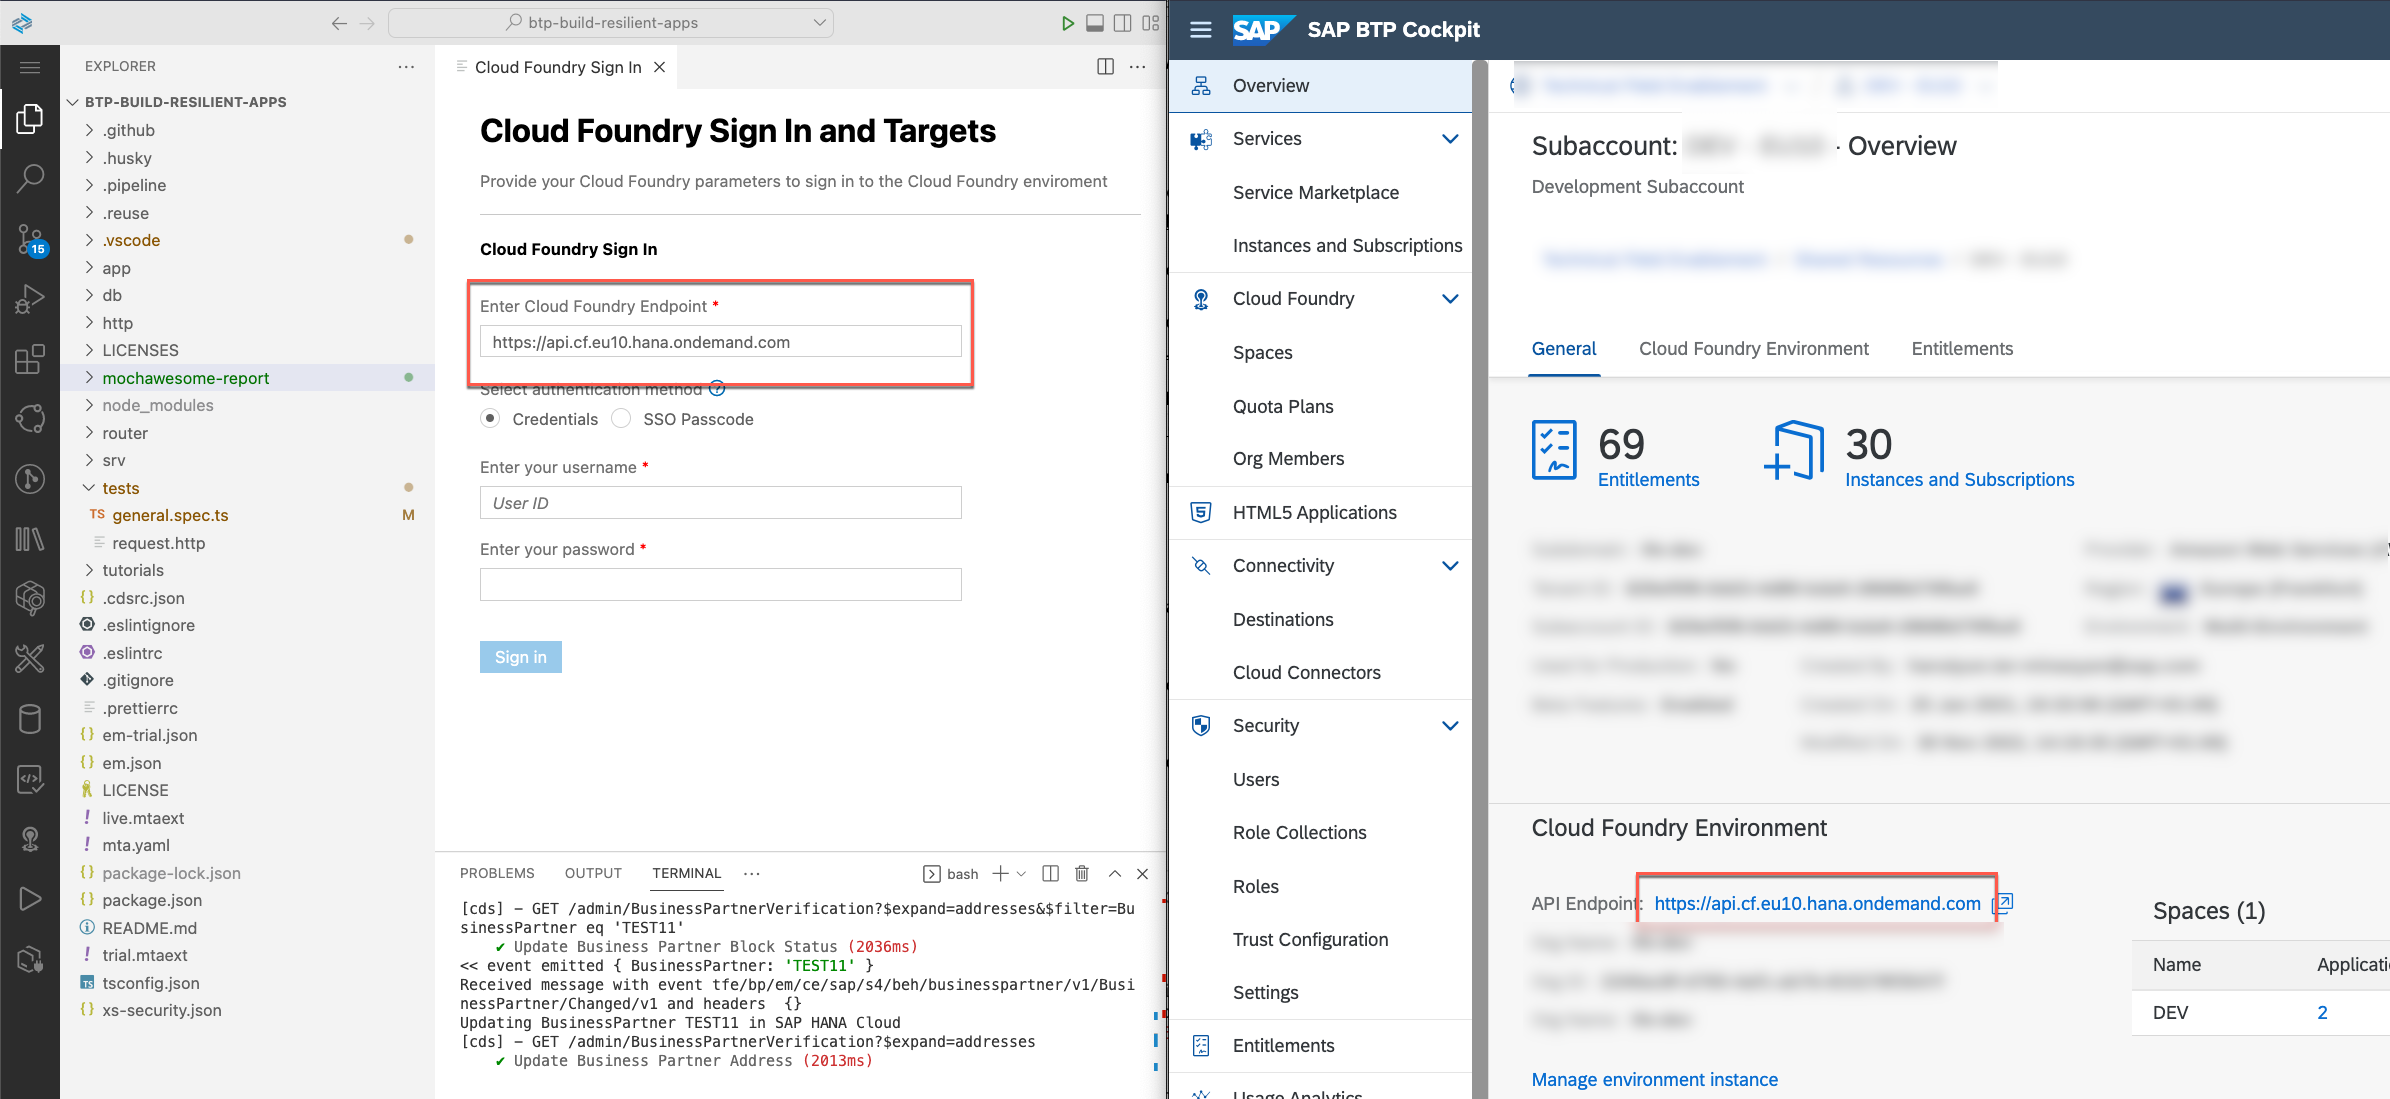 btp-build-resilient-apps
EXPLORER
BTP-BUILD-RESILIENT-APPS
.github
.husky
.pipeline
.reuse
.vscode
app
db
http
LICENSES
mochawesome-report
node_modules
router
srv
tests
TS general.spec.ts M
request.http
tutorials
{} .cdsrc.json
.eslintignore
.eslintrc
.gitignore
.prettierrc
{} em-trial.json
{} em.json
LICENSE
! live.mtaext
! mta.yaml
{} package-lock.json
{} package.json
README.md
! trial.mtaext
TS tsconfig.json
{} xs-security.json
15
Cloud Foundry Sign In
Cloud Foundry Sign In and Targets
Provide your Cloud Foundry parameters to sign in to the Cloud Foundry enviroment
Cloud Foundry Sign In
Enter Cloud Foundry Endpoint *
https://api.cf.eu10.hana.ondemand.com
Select authentication method ?
Credentials SSO Passcode
Enter your username *
User ID
Enter your password *
Sign in
PROBLEMS OUTPUT TERMINAL ... bash
[cds] - GET /admin/BusinessPartnerVerification?$expand=addresses&$filter=Bu
sinessPartner eq 'TEST11'
✔ Update Business Partner Block Status (2036ms)
<< event emitted { BusinessPartner: 'TEST11' }
Received message with event tfe/bp/em/ce/sap/s4/beh/businesspartner/v1/Busi
nessPartner/Changed/v1 and headers {}
Updating BusinessPartner TEST11 in SAP HANA Cloud
[cds] - GET /admin/BusinessPartnerVerification?$expand=addresses
✔ Update Business Partner Address (2013ms)
SAP SAP BTP Cockpit
Overview
Services
Service Marketplace
Instances and Subscriptions
Cloud Foundry
Spaces
Quota Plans
Org Members
HTML5 Applications
Connectivity
Destinations
Cloud Connectors
Security
Users
Role Collections
Roles
Trust Configuration
Settings
Entitlements
Usage Analytics
Subaccount: - Overview
Development Subaccount
General Cloud Foundry Environment Entitlements
69
Entitlements
30
Instances and Subscriptions
Cloud Foundry Environment
API Endpoint: https://api.cf.eu10.hana.ondemand.com
Manage environment instance
Spaces (1)
Name Applicati
DEV 2